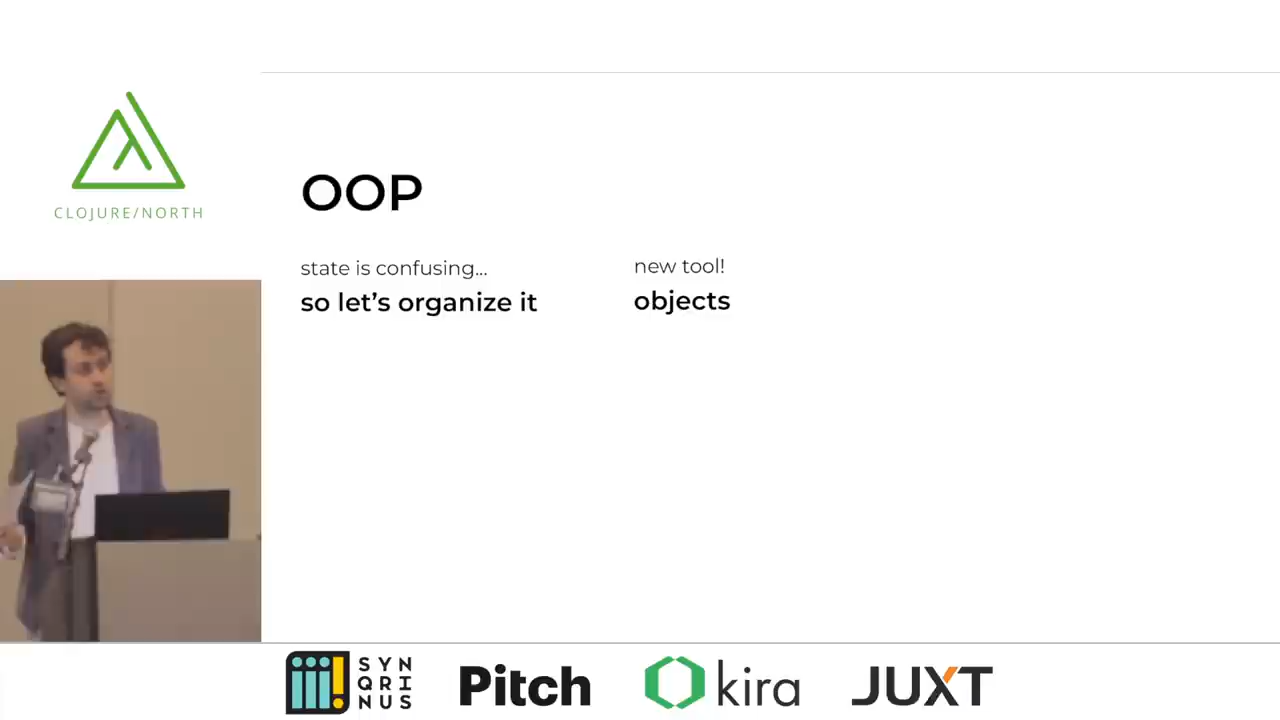 CLOJURE/NORTH
OOP
state is confusing...
so let's organize it
new tool!
objects
SYN
QRI
NUS
Pitch
kira
JUXT